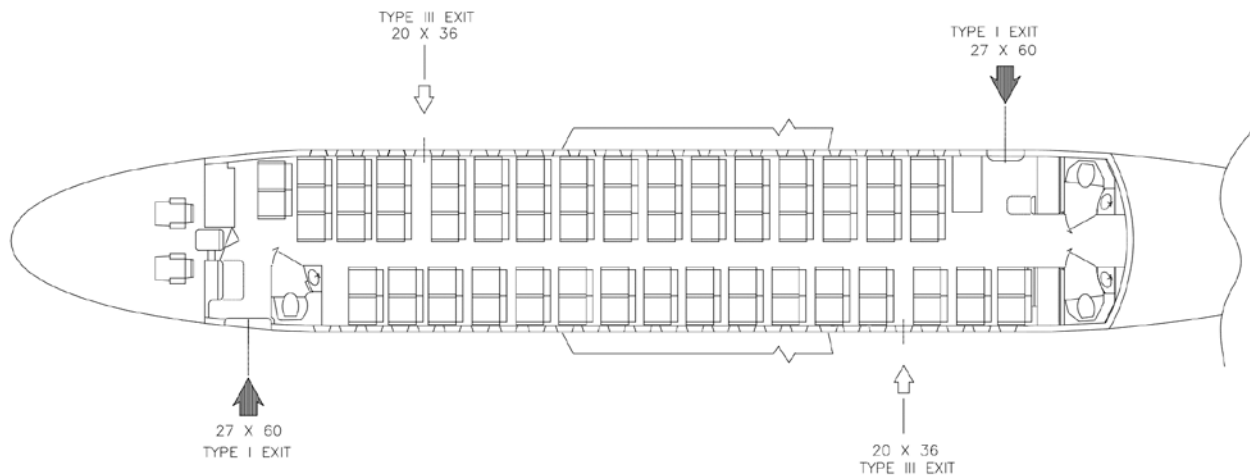 TYPE III EXIT
20 X 36
TYPE I EXIT
27 X 60
27 X 60
TYPE I EXIT
20 X 36
TYPE III EXIT